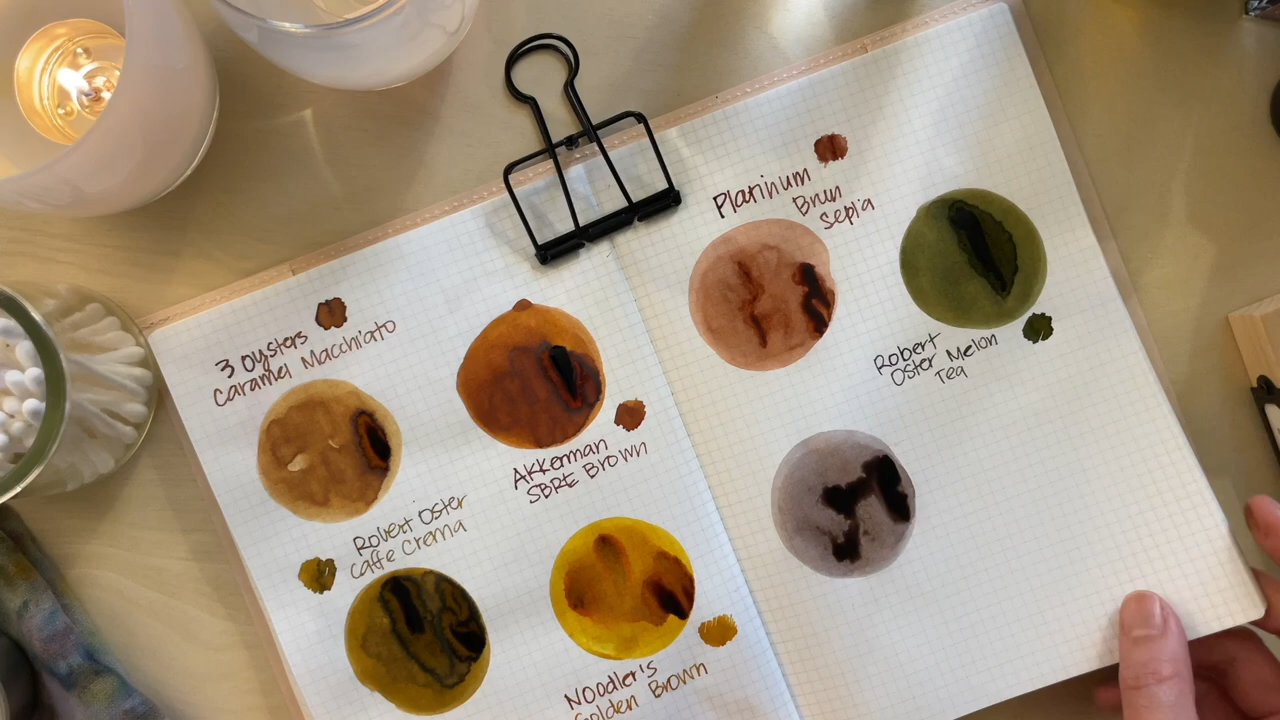 3 Oysters
Caramel Macchiato
Akkerman
SBRE Brown
Robert Oster
Caffe Crema
Noodler's
Golden Brown
Platinum
Brun
Sepia
Robert
Oster Melon
Tea